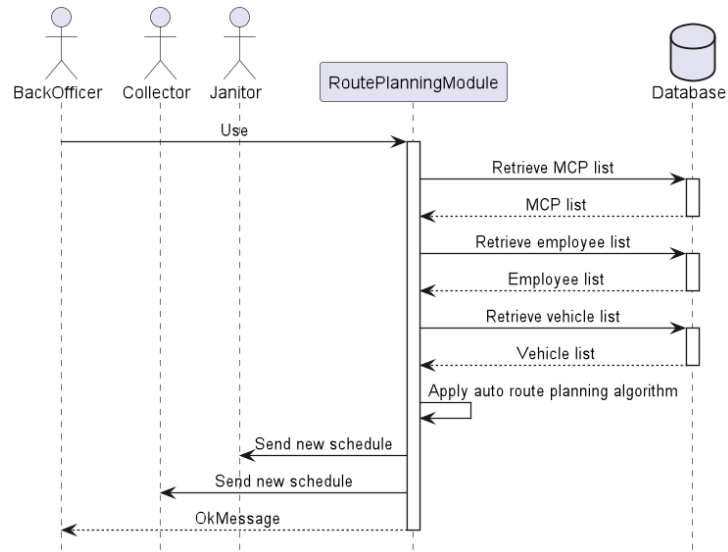 BackOfficer
Collector
Janitor
RoutePlanningModule
Database
Use
Retrieve MCP list
MCP list
Retrieve employee list
Employee list
Retrieve vehicle list
Vehicle list
Apply auto route planning algorithm
Send new schedule
Send new schedule
OkMessage